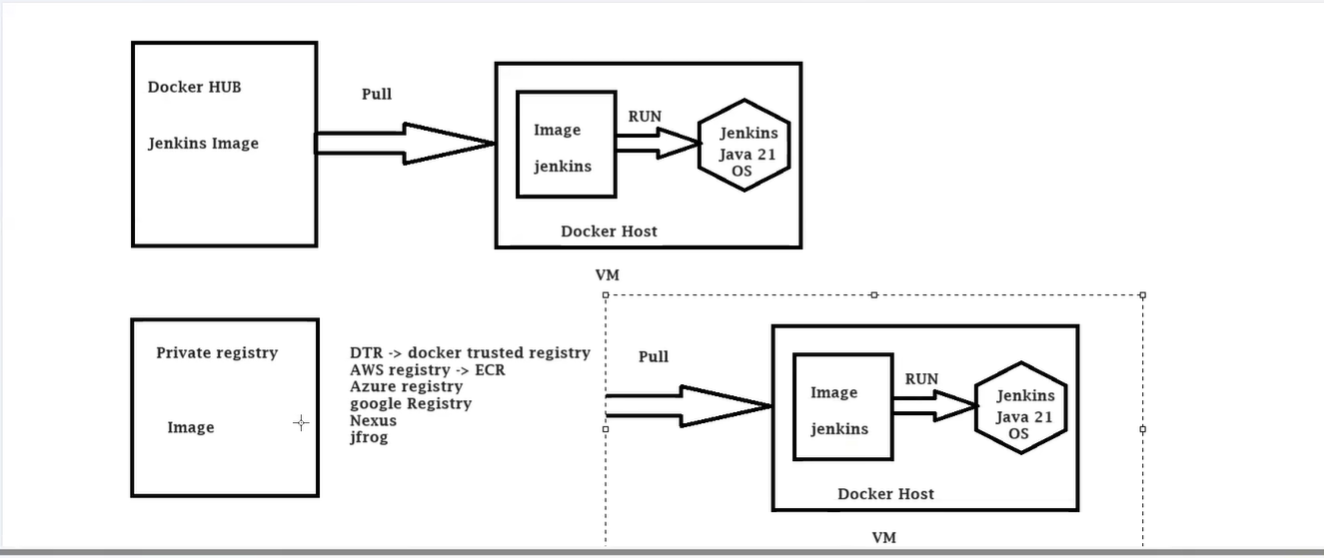 Docker HUB
Jenkins Image
Pull
Image
jenkins
RUN
Jenkins
Java 21
OS
Docker Host
VM
Private registry
Image
DTR -> docker trusted registry
AWS registry -> ECR
Azure registry
google Registry
Nexus
jfrog
Pull
Image
jenkins
RUN
Jenkins
Java 21
OS
Docker Host
VM